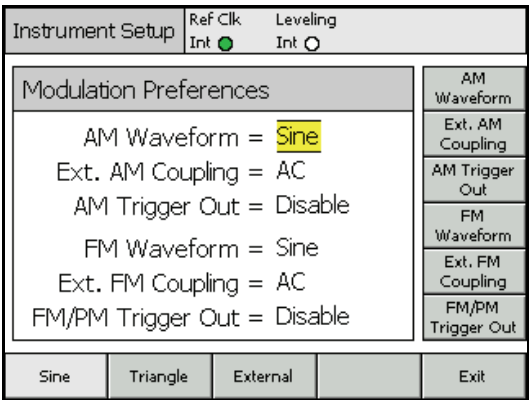 Instrument Setup
Ref Clk
Int
Leveling
Int
Modulation Preferences
AM Waveform = Sine
Ext. AM Coupling = AC
AM Trigger Out = Disable
FM Waveform = Sine
Ext. FM Coupling = AC
FM/PM Trigger Out = Disable
AM
Waveform
Ext. AM
Coupling
AM Trigger
Out
FM
Waveform
Ext. FM
Coupling
FM/PM
Trigger Out
Sine
Triangle
External
Exit